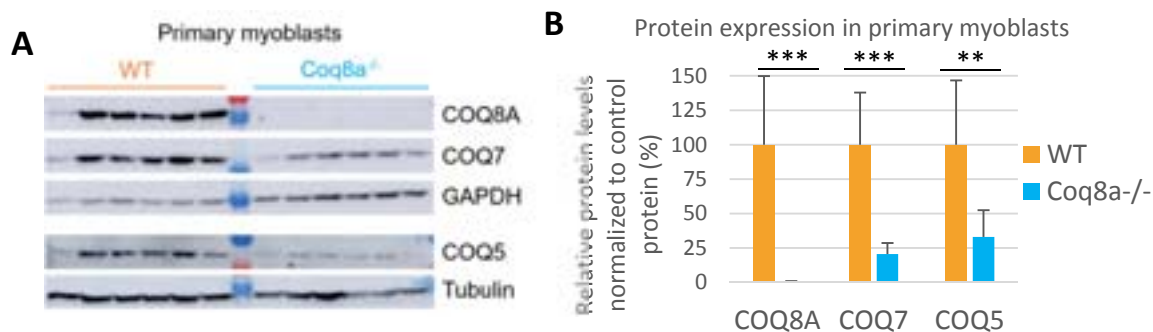 A
Primary myoblasts
WT
Coq8a-/-
COQ8A
COQ7
GAPDH
COQ5
Tubulin
B
Protein expression in primary myoblasts
*** *** **
Relative protein levels
normalized to control
protein (%)
150
125
100
75
50
25
0
COQ8A COQ7 COQ5
WT
Coq8a-/-